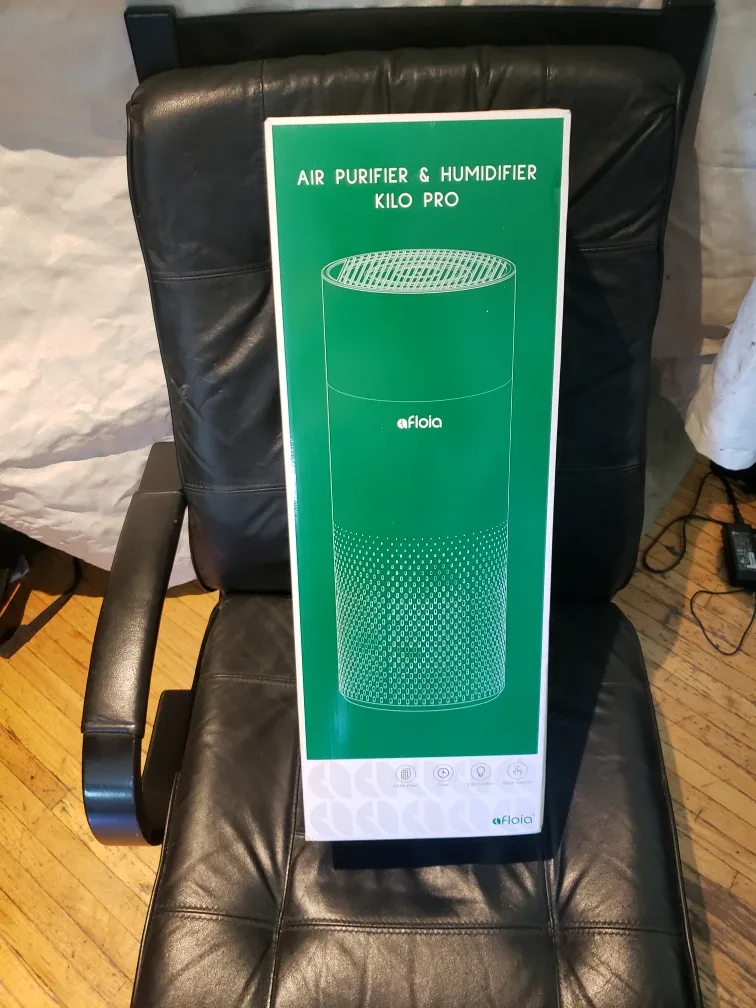 AIR PURIFIER & HUMIDIFIER
KILO PRO
afloia
afloia